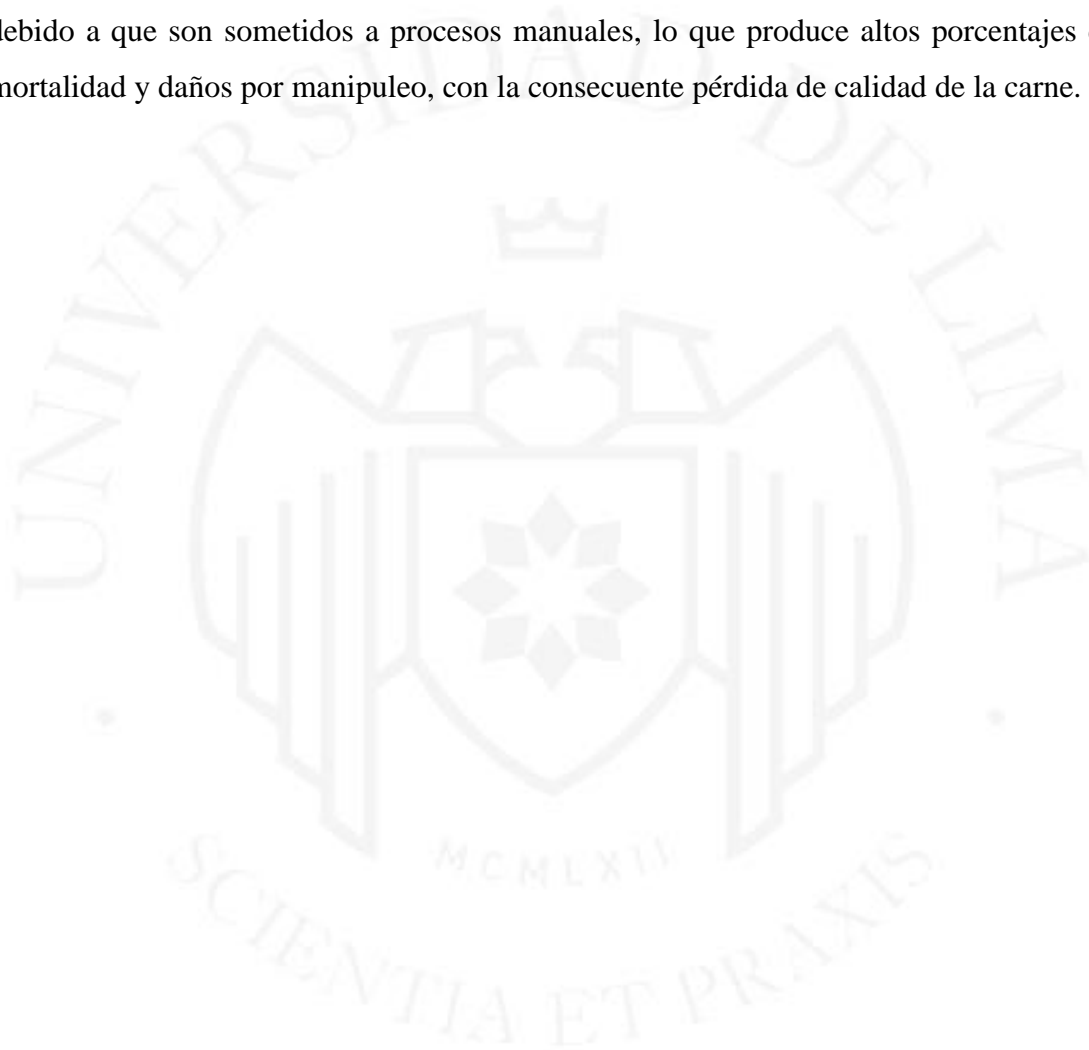 debido a que son sometidos a procesos manuales, lo que produce altos porcentajes
mortalidad y daños por manipuleo, con la consecuente pérdida de calidad de la carne.
UNIVERSIDAD DE LIMA
MCMLXII
SCIENTIA ET PRAXIS